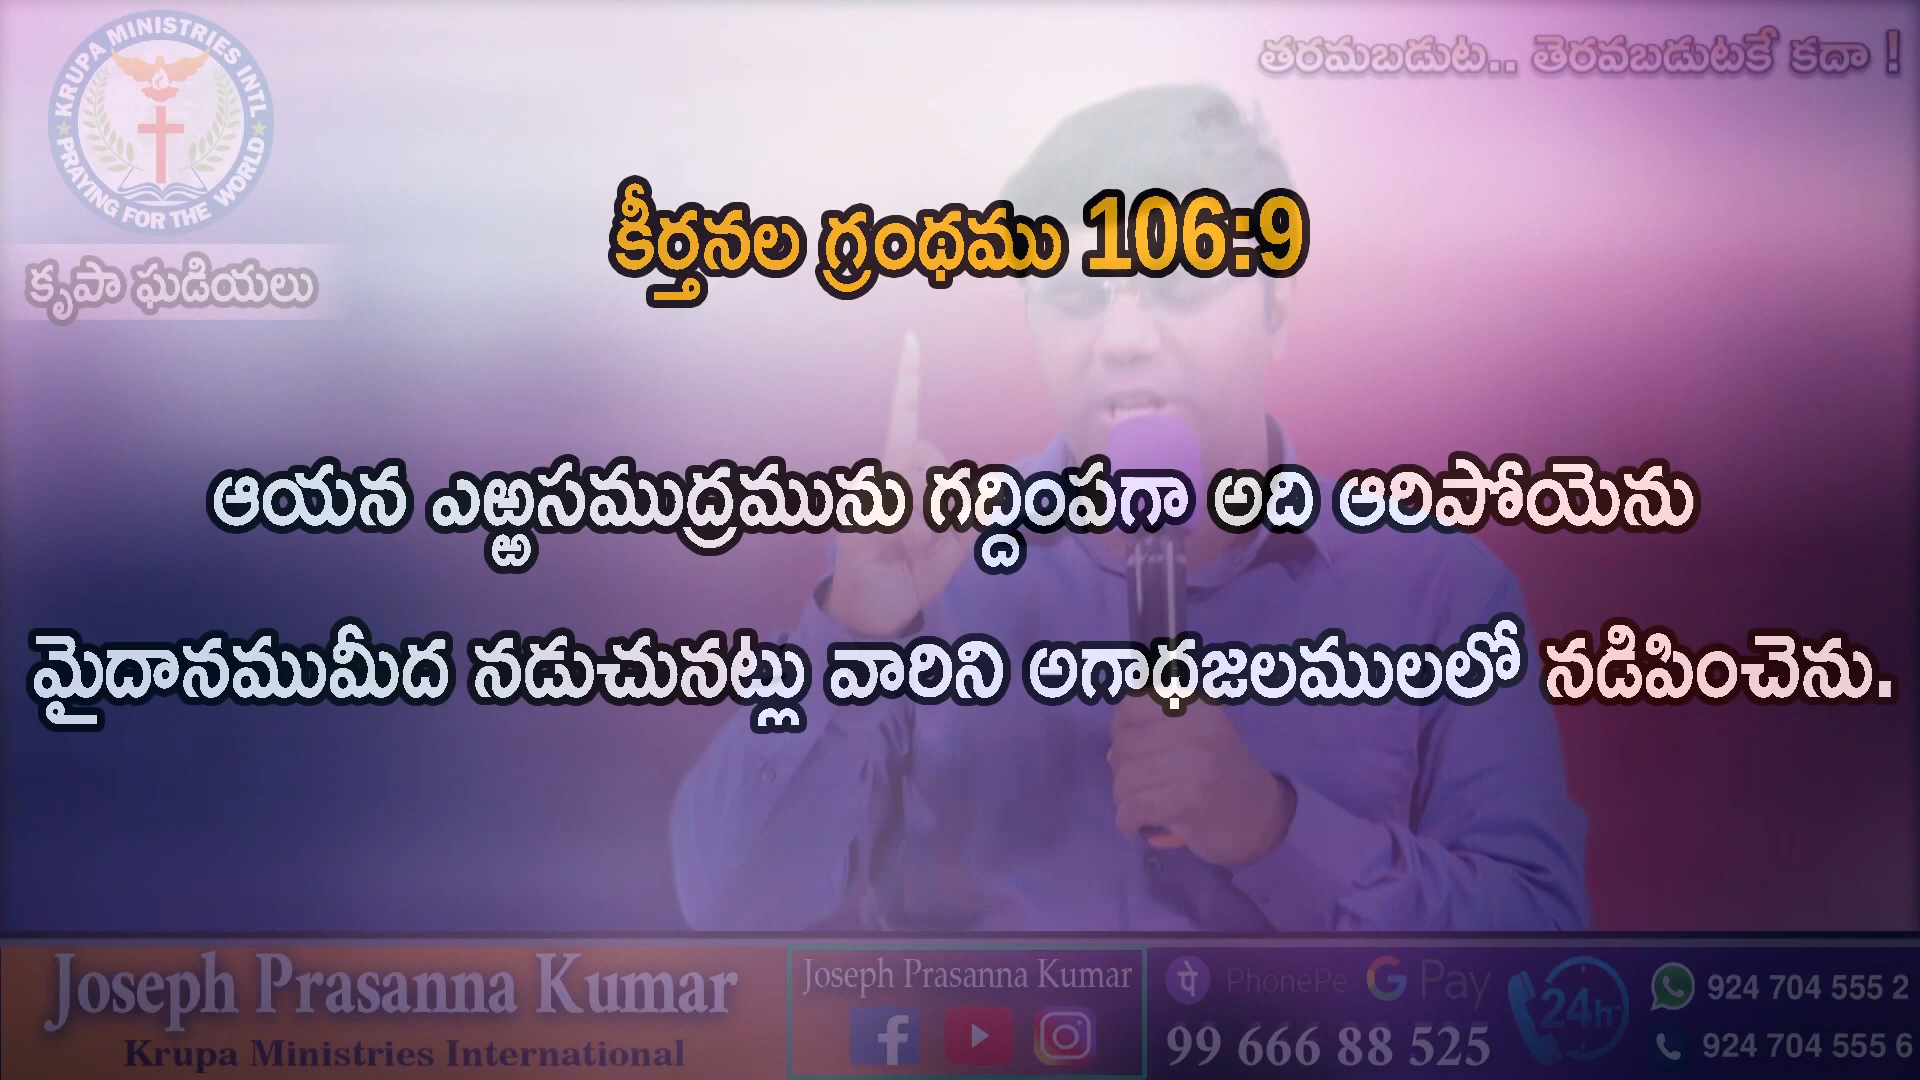 KRUPA MINISTRIES INTL
PRAYING FOR THE WORLD
తరమబడుట.. తెరవబడుటకే కదా !
కృపా ఘడియలు
కీర్తనల గ్రంథము 106:9
ఆయన ఎఱ్ఱసముద్రమును గద్దింపగా అది ఆరిపోయెను
మైదానముమీద నడుచునట్లు వారిని అగాధజలములలో నడిపించెను.
Joseph Prasanna Kumar
Krupa Ministries International
Joseph Prasanna Kumar
PhonePe G Pay
99 666 88 525
24h
924 704 555 2
924 704 555 6